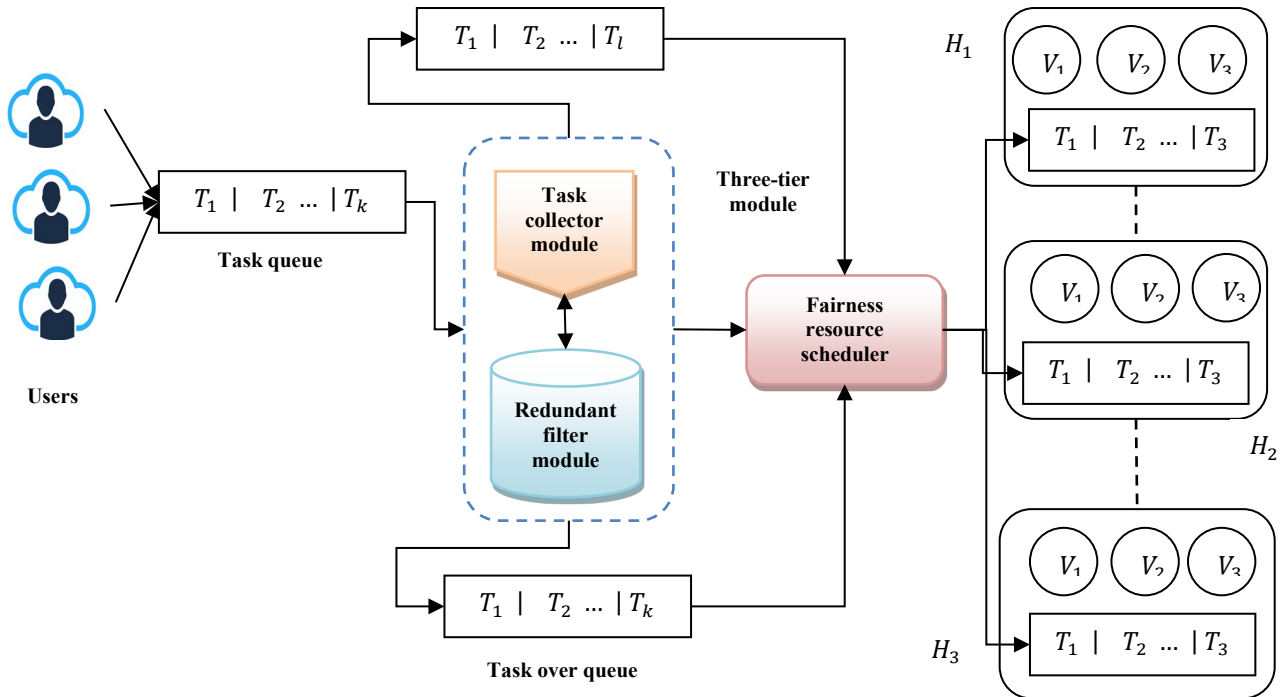 T₁ | T₂ … | Tₗ
H₁
V₁ V₂ V₃
T₁ | T₂ … | T₃
Three-tier
module
Task
collector
module
T₁ | T₂ … | Tₖ
Task queue
Fairness
resource
scheduler
V₁ V₂ V₃
T₁ | T₂ … | T₃
H₂
Users
Redundant
filter
module
T₁ | T₂ … | Tₖ
Task over queue
V₁ V₂ V₃
T₁ | T₂ … | T₃
H₃